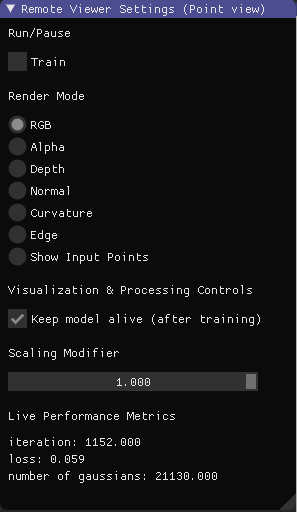 Remote Viewer Settings (Point view)
Run/Pause
Train
Render Mode
RGB
Alpha
Depth
Normal
Curvature
Edge
Show Input Points
Visualization & Processing Controls
Keep model alive (after training)
Scaling Modifier
1.000
Live Performance Metrics
iteration: 1152.000
loss: 0.059
number of gaussians: 21130.000